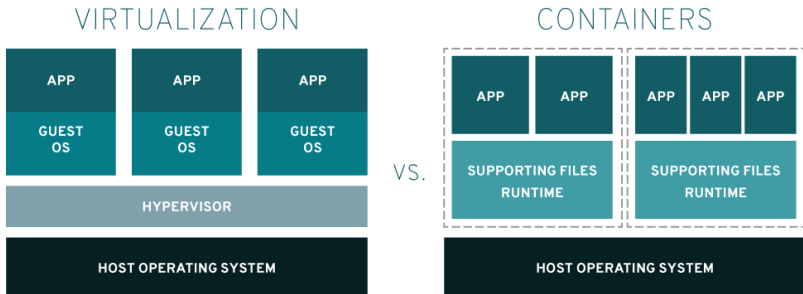 VIRTUALIZATION
APP
APP
APP
GUEST
OS
GUEST
OS
GUEST
OS
HYPERVISOR
HOST OPERATING SYSTEM
VS.
CONTAINERS
APP
APP
SUPPORTING FILES
RUNTIME
APP
APP
APP
SUPPORTING FILES
RUNTIME
HOST OPERATING SYSTEM